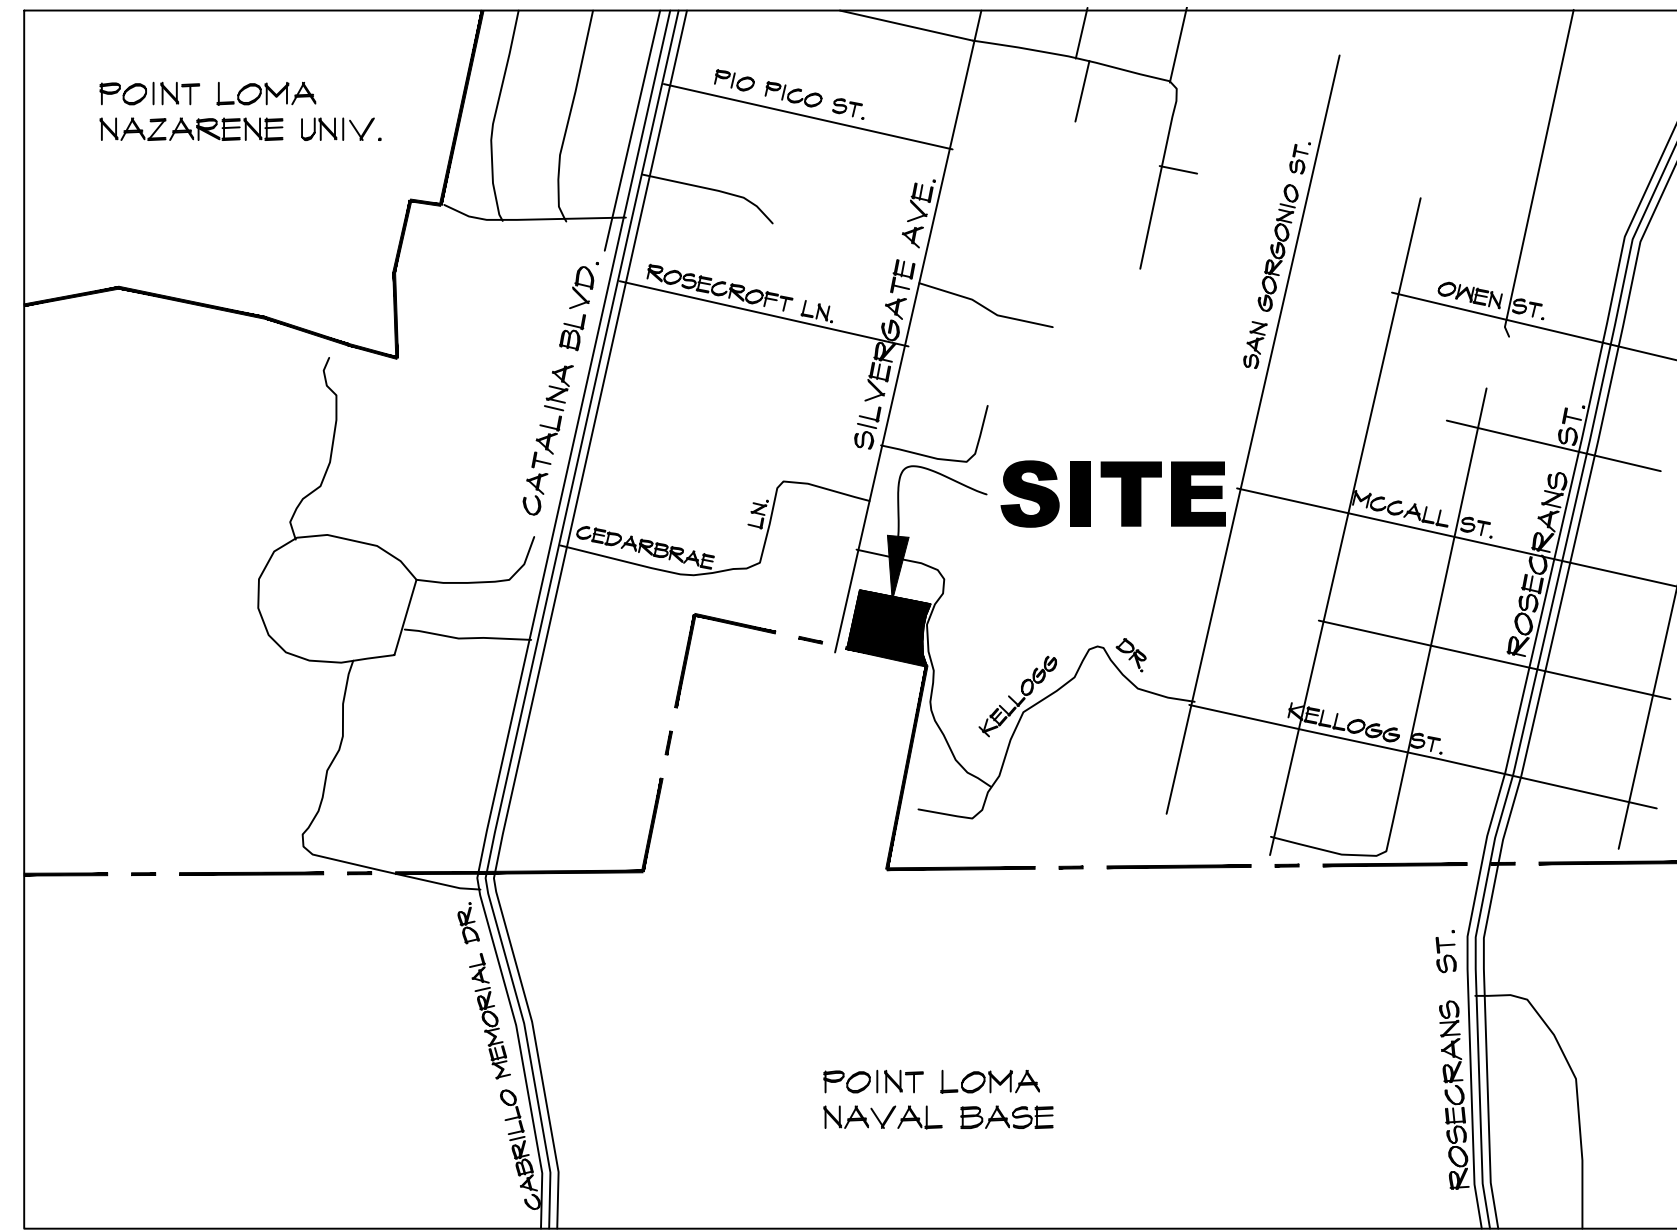 POINT LOMA
NAZARENE UNIV.
PIO PICO ST.
CATALINA BLVD.
ROSECROFT LN.
SILVERGATE AVE.
SAN GORGONIO ST.
OWEN ST.
SITE
CEDARBRAE LN.
MCCALL ST.
ROSECRANS ST.
KELLOGG DR.
KELLOGG ST.
CABRILLO MEMORIAL DR.
ROSECRANS ST.
POINT LOMA
NAVAL BASE